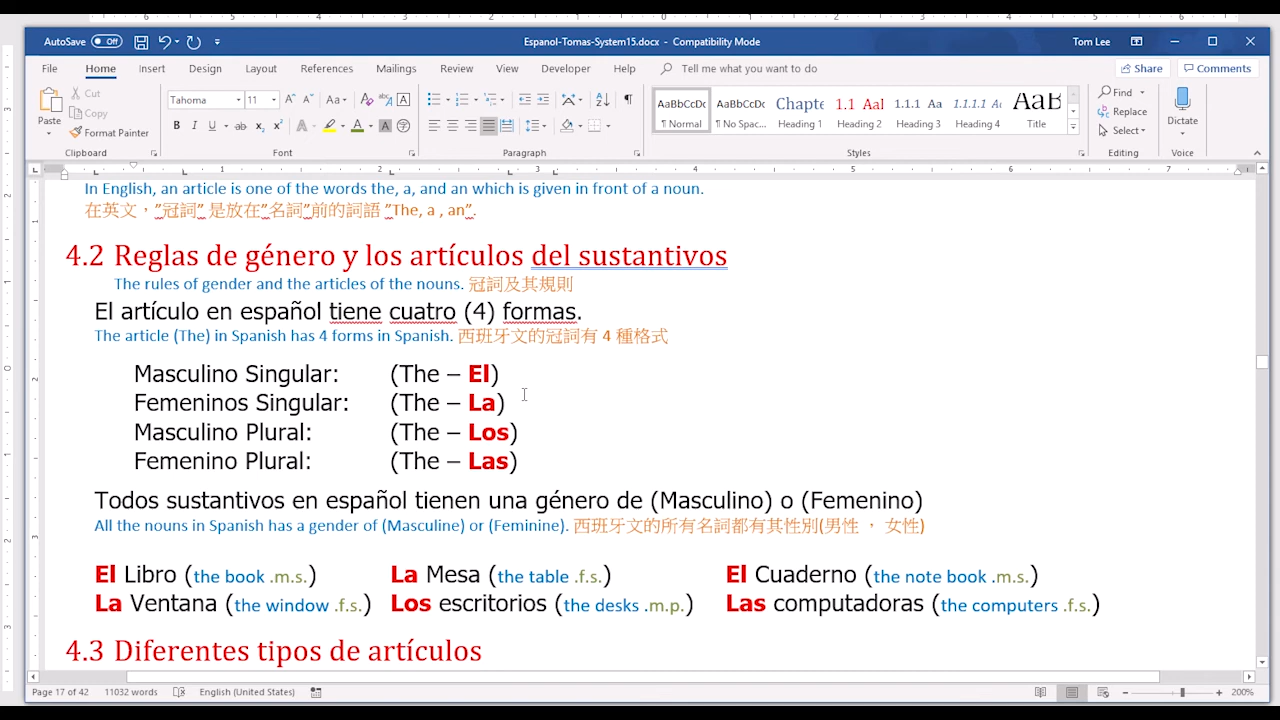 AutoSave Off Espanol-Tomas-System15.docx - Compatibility Mode Tom Lee
File Home Insert Design Layout References Mailings Review View Developer Help Tell me what you want to do Share Comments
Paste Cut Copy Format Painter Clipboard
Tahoma 11 Font
Paragraph
AaBbCcDc Normal AaBbCcDc No Spac... Chapte Heading 1 1.1 Aal Heading 2 1.1.1 Aa Heading 3 1.1.1.1 Aa Heading 4 AaB Title Styles
Find Replace Select Editing
Dictate Voice
In English, an article is one of the words the, a, and an which is given in front of a noun.
在英文，”冠詞” 是放在”名詞”前的詞語 ”The, a , an”.
4.2 Reglas de género y los artículos del sustantivos
The rules of gender and the articles of the nouns. 冠詞及其規則
El artículo en español tiene cuatro (4) formas.
The article (The) in Spanish has 4 forms in Spanish. 西班牙文的冠詞有 4 種格式
Masculino Singular: (The – El)
Femeninos Singular: (The – La)
Masculino Plural: (The – Los)
Femenino Plural: (The – Las)
Todos sustantivos en español tienen una género de (Masculino) o (Femenino)
All the nouns in Spanish has a gender of (Masculine) or (Feminine). 西班牙文的所有名詞都有其性別(男性 ， 女性)
El Libro (the book .m.s.) La Mesa (the table .f.s.) El Cuaderno (the note book .m.s.)
La Ventana (the window .f.s.) Los escritorios (the desks .m.p.) Las computadoras (the computers .f.s.)
4.3 Diferentes tipos de artículos
Page 17 of 42 11032 words English (United States) 200%